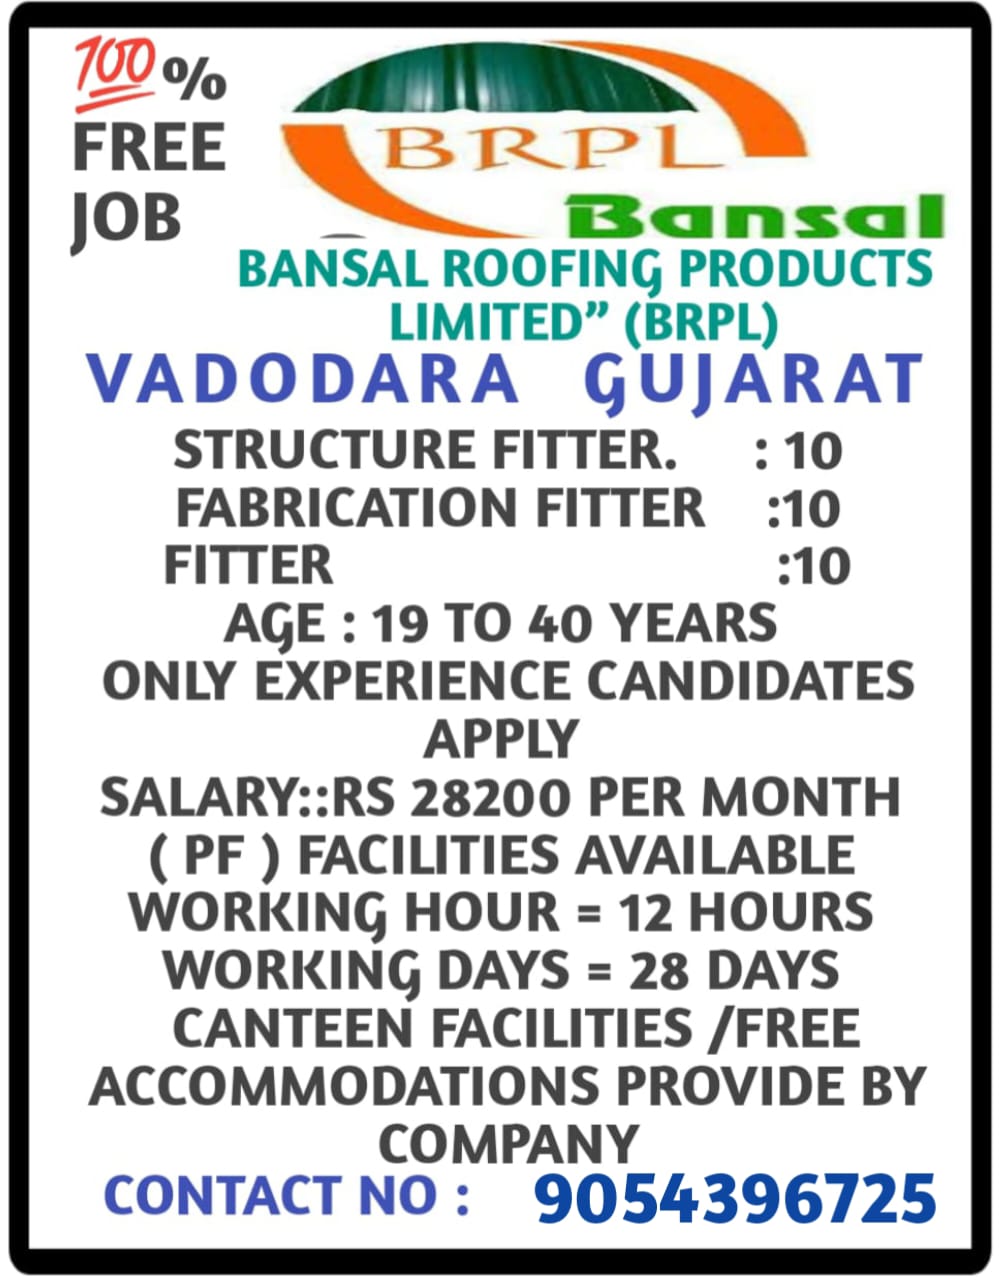 💯%
FREE
JOB
BRPL
Bansal
BANSAL ROOFING PRODUCTS
LIMITED” (BRPL)
VADODARA GUJARAT
STRUCTURE FITTER. : 10
FABRICATION FITTER :10
FITTER :10
AGE : 19 TO 40 YEARS
ONLY EXPERIENCE CANDIDATES
APPLY
SALARY::RS 28200 PER MONTH
( PF ) FACILITIES AVAILABLE
WORKING HOUR = 12 HOURS
WORKING DAYS = 28 DAYS
CANTEEN FACILITIES /FREE
ACCOMMODATIONS PROVIDE BY
COMPANY
CONTACT NO : 9054396725